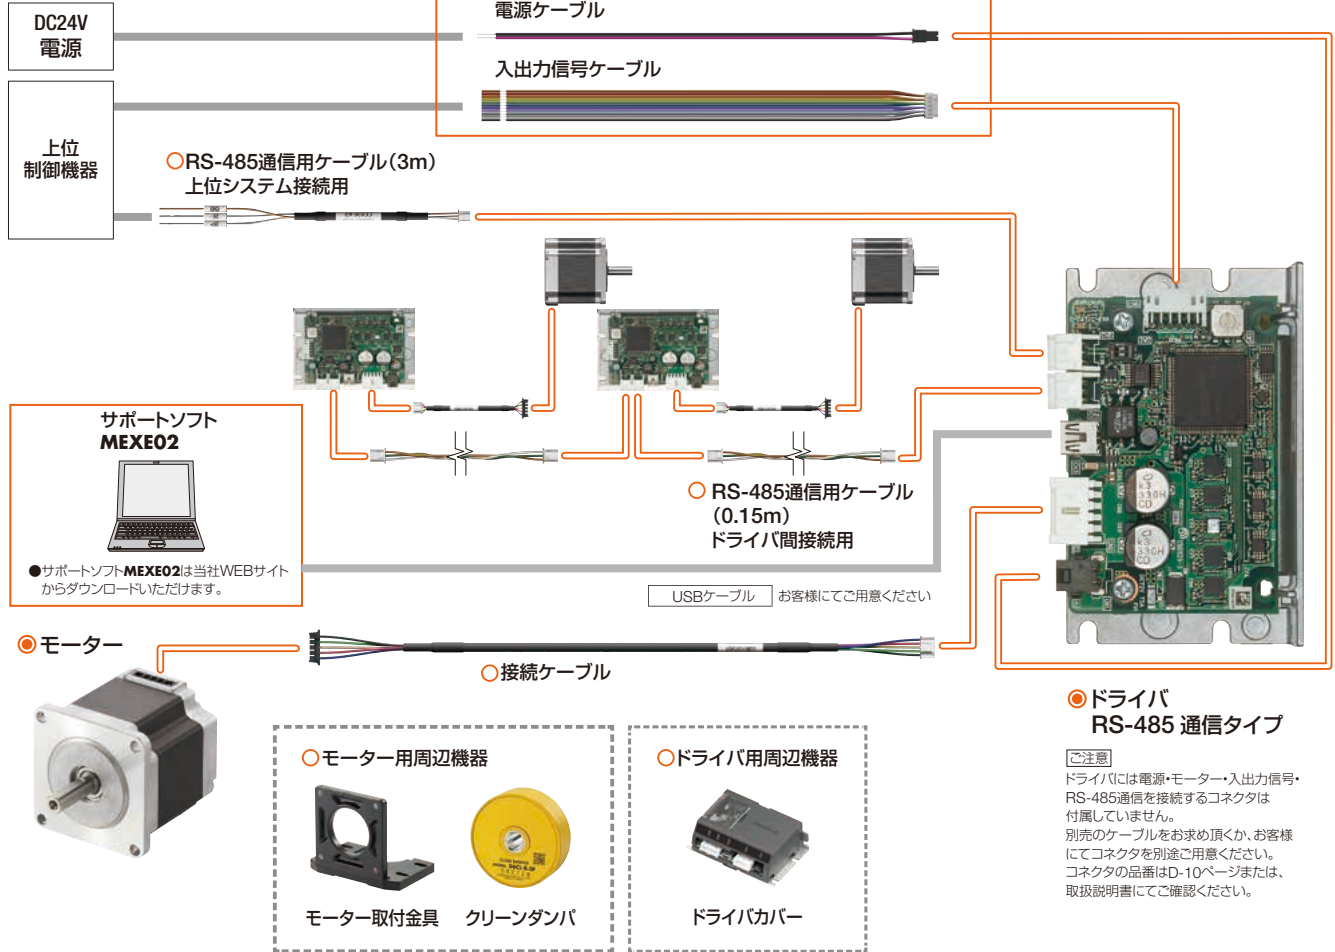 DC24V
電源
電源ケーブル
入出力信号ケーブル
上位
制御機器
○RS-485通信用ケーブル（3m）
上位システム接続用
サポートソフト
MEXE02
●サポートソフトMEXE02は当社WEBサイト
からダウンロードいただけます。
○RS-485通信用ケーブル
（0.15m）
ドライバ間接続用
USBケーブル お客様にてご用意ください
◉モーター
○接続ケーブル
◉ドライバ
RS-485 通信タイプ
ご注意
ドライバには電源・モーター・入出力信号・
RS-485通信を接続するコネクタは
付属していません。
別売のケーブルをお求め頂くか、お客様
にてコネクタを別途ご用意ください。
コネクタの品番はD-10ページまたは、
取扱説明書にてご確認ください。
○モーター用周辺機器
モーター取付金具
クリーンダンパ
○ドライバ用周辺機器
ドライバカバー